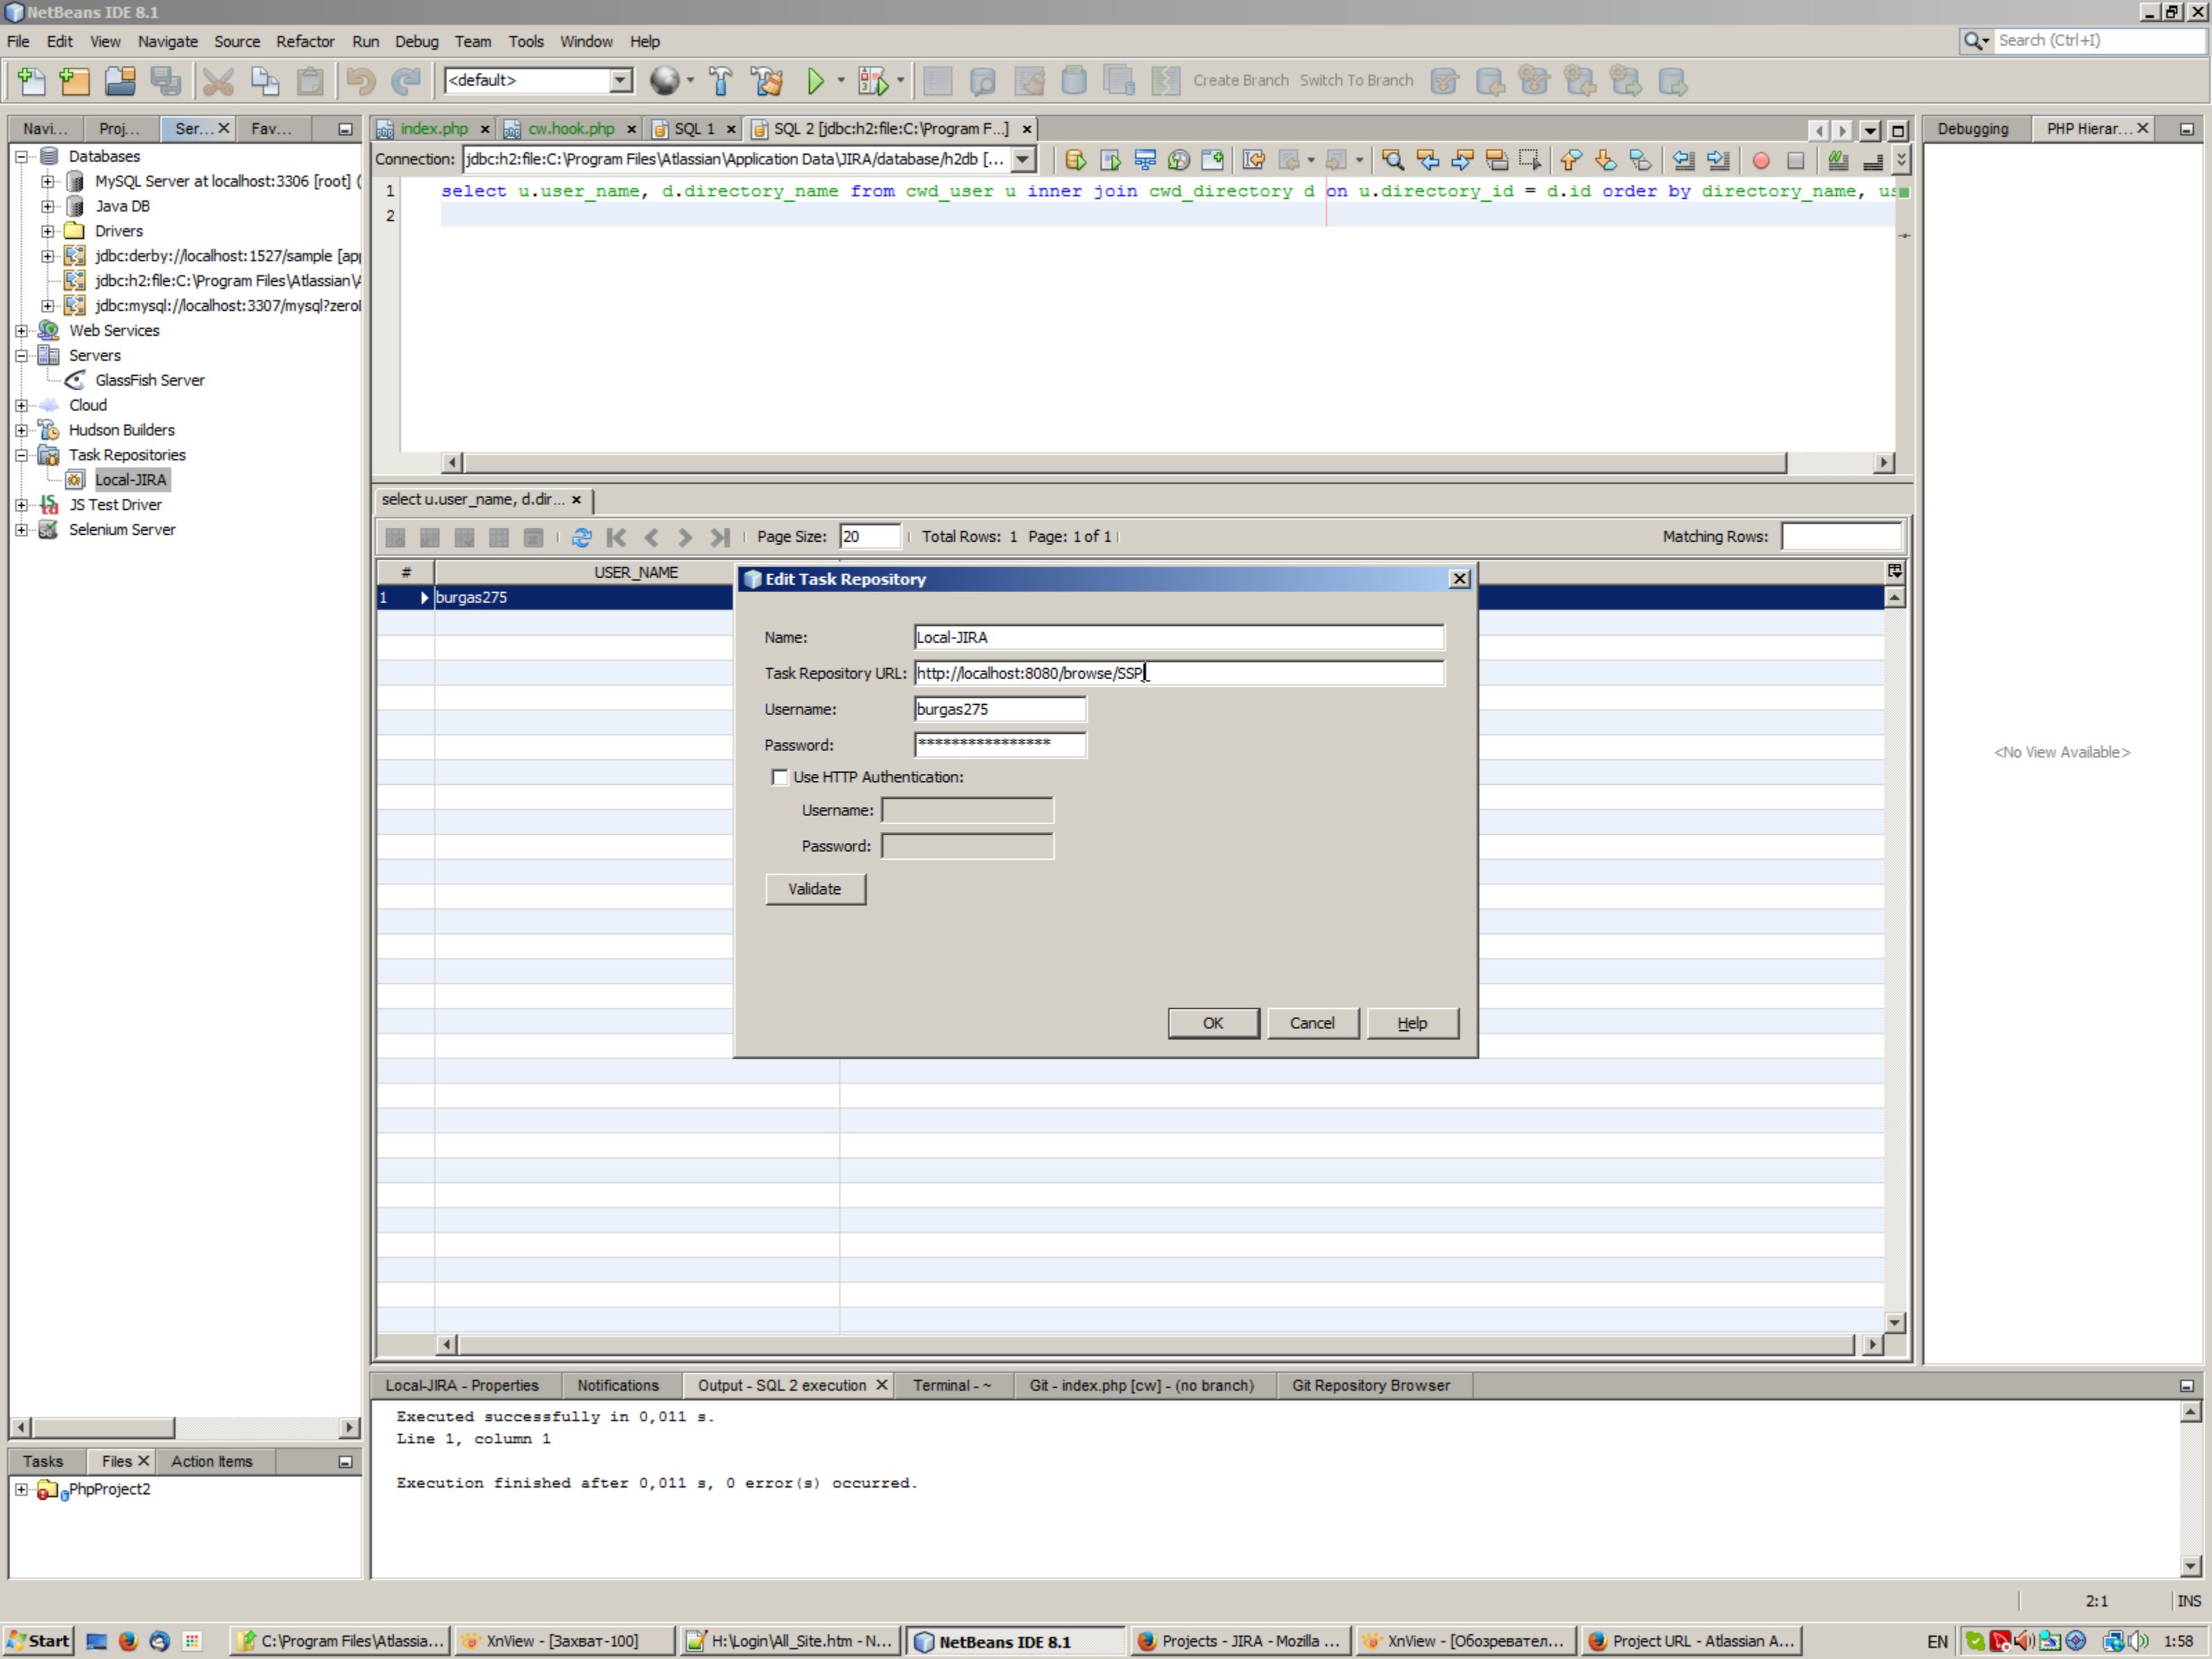 NetBeans IDE 8.1
File Edit View Navigate Source Refactor Run Debug Team Tools Window Help
Search (Ctrl+I)
<default>
Create Branch Switch To Branch
Navi... Proj... Ser... Fav...
index.php cw.hook.php SQL 1 SQL 2 [jdbc:h2:file:C:\Program F...]
Debugging PHP Hierar...
Connection: jdbc:h2:file:C:\Program Files\Atlassian\Application Data\JIRA/database/h2db [...
Databases
MySQL Server at localhost:3306 [root] (
Java DB
Drivers
jdbc:derby://localhost:1527/sample [ap
jdbc:h2:file:C:\Program Files\Atlassian\
jdbc:mysql://localhost:3307/mysql?zero
Web Services
Servers
GlassFish Server
Cloud
Hudson Builders
Task Repositories
Local-JIRA
JS Test Driver
Selenium Server
1 select u.user_name, d.directory_name from cwd_user u inner join cwd_directory d on u.directory_id = d.id order by directory_name, us
2
select u.user_name, d.dir...
Page Size: 20 Total Rows: 1 Page: 1 of 1
Matching Rows:
# USER_NAME
1 burgas275
Edit Task Repository
Name: Local-JIRA
Task Repository URL: http://localhost:8080/browse/SSP
Username: burgas275
Password: ****************
Use HTTP Authentication:
Username:
Password:
Validate
OK Cancel Help
<No View Available>
Local-JIRA - Properties Notifications Output - SQL 2 execution Terminal - ~ Git - index.php [cw] - (no branch) Git Repository Browser
Executed successfully in 0,011 s.
Line 1, column 1
Execution finished after 0,011 s, 0 error(s) occurred.
Tasks Files Action Items
PhpProject2
2:1 INS
Start C:\Program Files\Atlassia... XnView - [Захват-100] H:\Login\All_Site.htm - N... NetBeans IDE 8.1 Projects - JIRA - Mozilla ... XnView - [Обозревател... Project URL - Atlassian A... EN 1:58